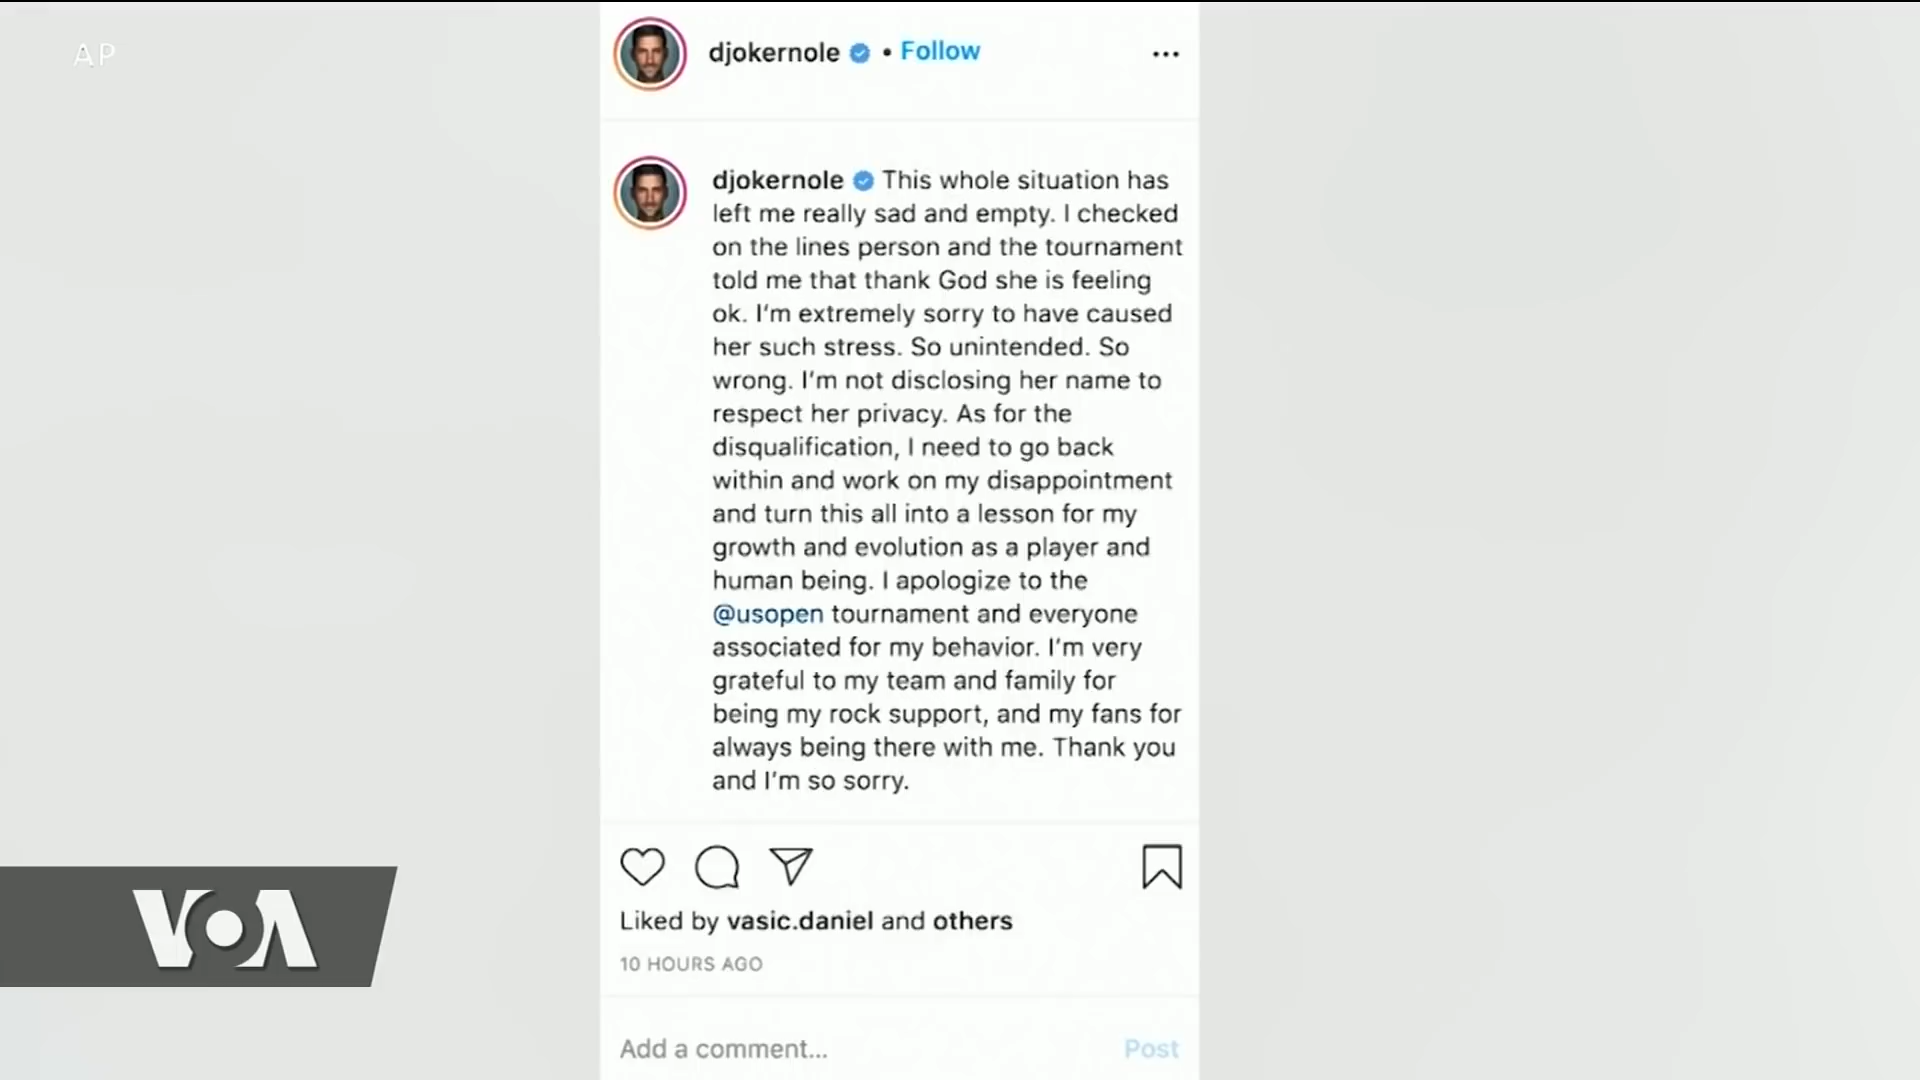 AP
djokernole • Follow
djokernole This whole situation has
left me really sad and empty. I checked
on the lines person and the tournament
told me that thank God she is feeling
ok. I'm extremely sorry to have caused
her such stress. So unintended. So
wrong. I'm not disclosing her name to
respect her privacy. As for the
disqualification, I need to go back
within and work on my disappointment
and turn this all into a lesson for my
growth and evolution as a player and
human being. I apologize to the
@usopen tournament and everyone
associated for my behavior. I'm very
grateful to my team and family for
being my rock support, and my fans for
always being there with me. Thank you
and I'm so sorry.
VOA
Liked by vasic.daniel and others
10 HOURS AGO
Add a comment... Post